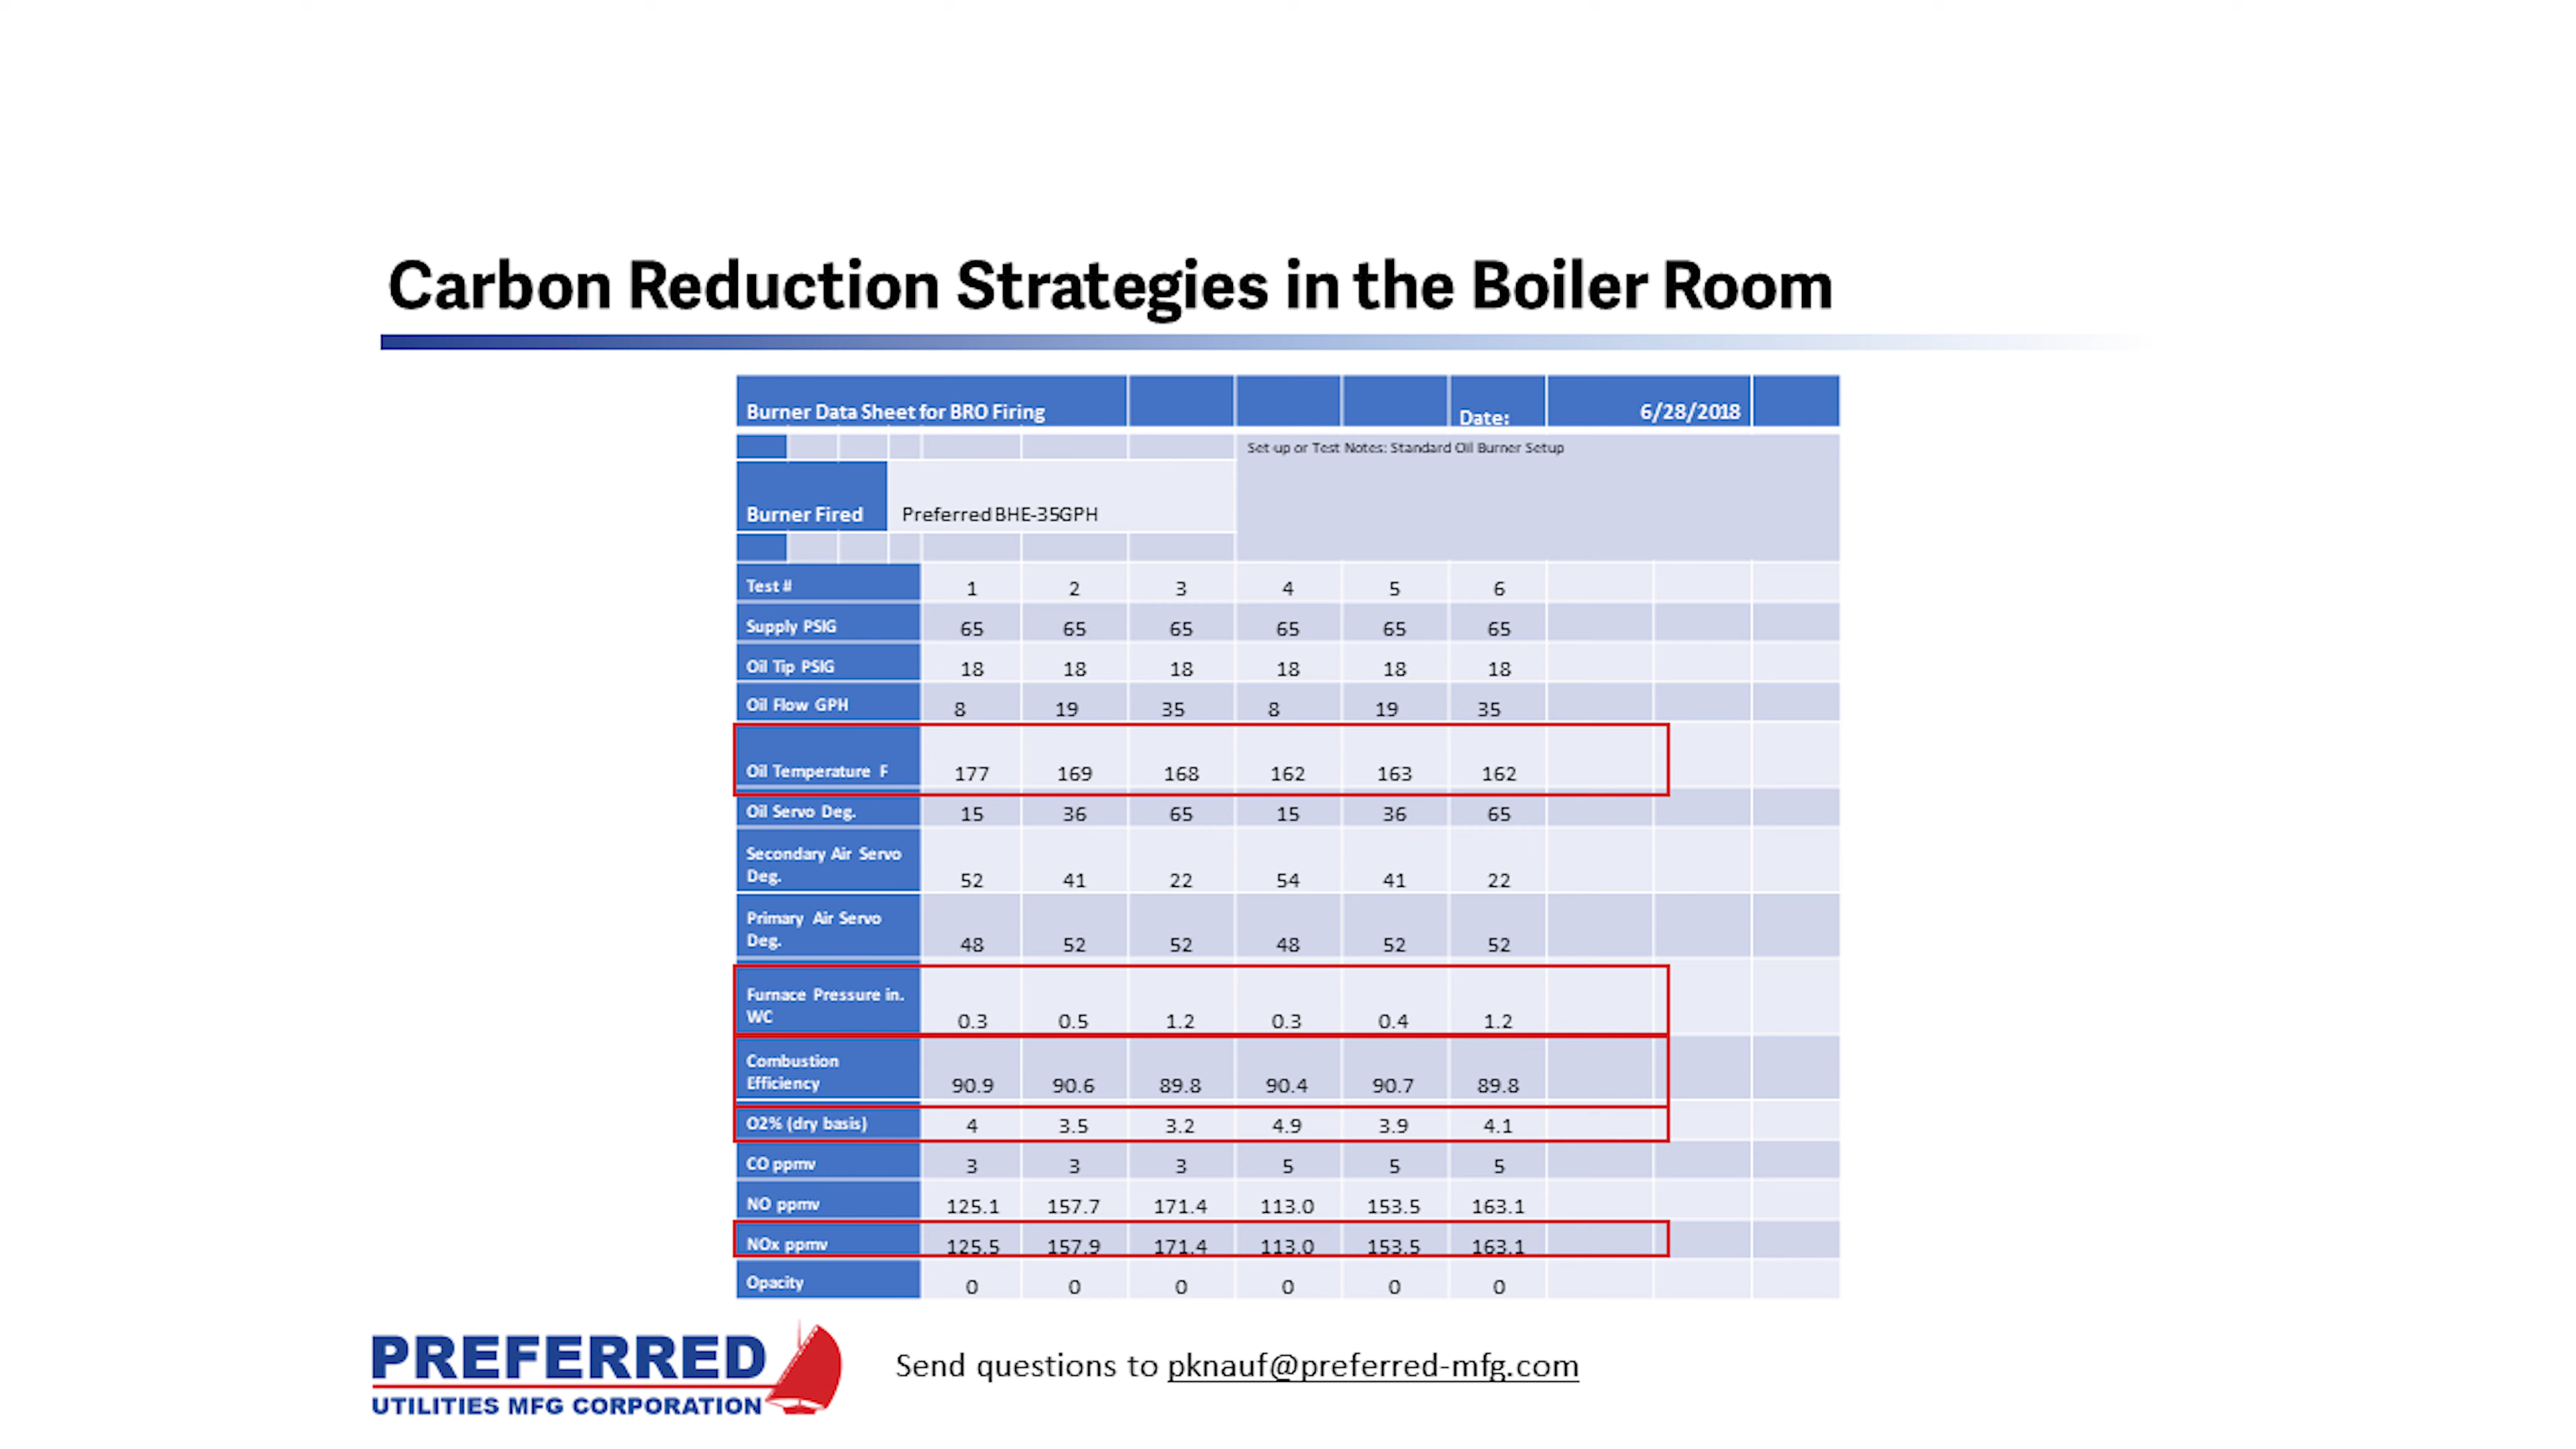 Carbon Reduction Strategies in the Boiler Room
Burner Data Sheet for BRO Firing Date: 6/28/2018
Set-up or Test Notes: Standard Oil Burner Setup
Burner Fired Preferred BHE-35GPH
Test # 1 2 3 4 5 6
Supply PSIG 65 65 65 65 65 65
Oil Tip PSIG 18 18 18 18 18 18
Oil Flow GPH 8 19 35 8 19 35
Oil Temperature F 177 169 168 162 163 162
Oil Servo Deg. 15 36 65 15 36 65
Secondary Air Servo
Deg. 52 41 22 54 41 22
Primary Air Servo
Deg. 48 52 52 48 52 52
Furnace Pressure in.
WC 0.3 0.5 1.2 0.3 0.4 1.2
Combustion
Efficiency 90.9 90.6 89.8 90.4 90.7 89.8
O2% (dry basis) 4 3.5 3.2 4.9 3.9 4.1
CO ppmv 3 3 3 5 5 5
NO ppmv 125.1 157.7 171.4 113.0 153.5 163.1
NOx ppmv 125.5 157.9 171.4 113.0 153.5 163.1
Opacity 0 0 0 0 0 0
PREFERRED
UTILITIES MFG CORPORATION
Send questions to pknauf@preferred-mfg.com